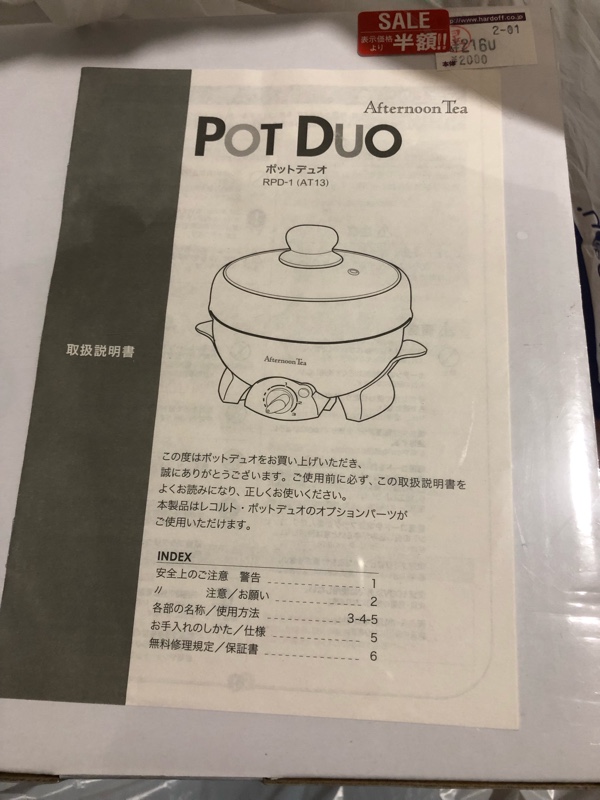 SALE
表示価格
より
半額!!
http://www.hardoff.co.jp
2-01
¥2160
¥2000
Afternoon Tea
POT DUO
ポットデュオ
RPD-1 (AT13)
Afternoon Tea
取扱説明書
この度はポットデュオをお買い上げいただき、
誠にありがとうございます。ご使用前に必ず、この取扱説明書を
よくお読みになり、正しくお使いください。
本製品はレコルト・ポットデュオのオプションパーツが
ご使用いただけます。
INDEX
安全上のご注意 警告 1
〃 注意/お願い 2
各部の名称/使用方法 3-4-5
お手入れのしかた/仕様 5
無料修理規定/保証書 6